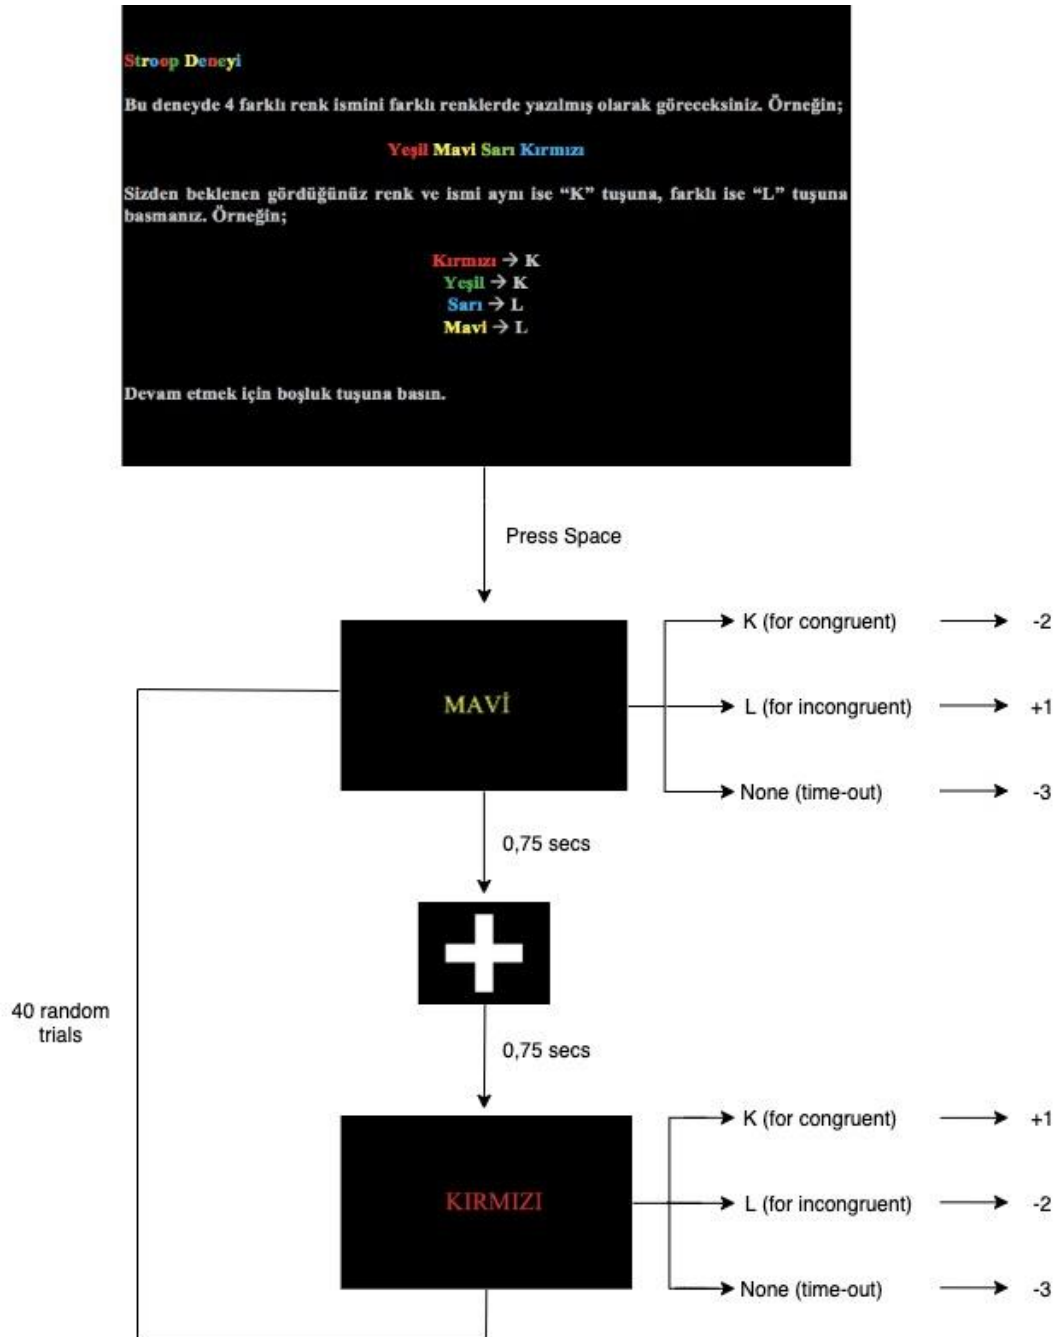 Stroop Deneyi
Bu deneyde 4 farklı renk ismini farklı renklerde yazılmış olarak göreceksiniz. Örneğin;
Yeşil Mavi Sarı Kırmızı
Sizden beklenen gördüğünüz renk ve ismi aynı ise “K” tuşuna, farklı ise “L” tuşuna
basmanız. Örneğin;
Kırmızı → K
Yeşil → K
Sarı → L
Mavi → L
Devam etmek için boşluk tuşuna basın.
Press Space
MAVİ
K (for congruent) -2
L (for incongruent) +1
None (time-out) -3
0,75 secs
40 random
trials
0,75 secs
KIRMIZI
K (for congruent) +1
L (for incongruent) -2
None (time-out) -3